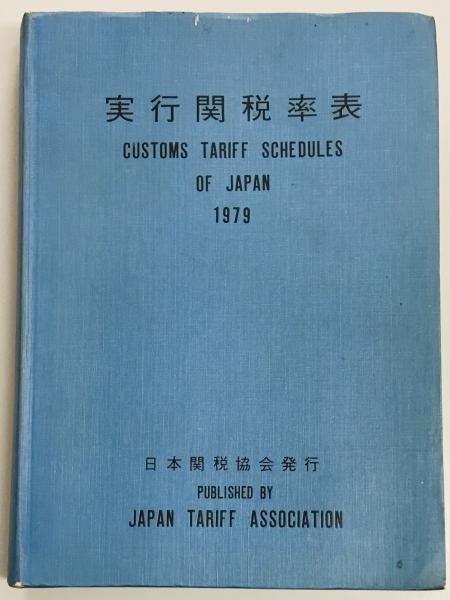 実行関税率表
CUSTOMS TARIFF SCHEDULES
OF JAPAN
1979
日本関税協会発行
PUBLISHED BY
JAPAN TARIFF ASSOCIATION